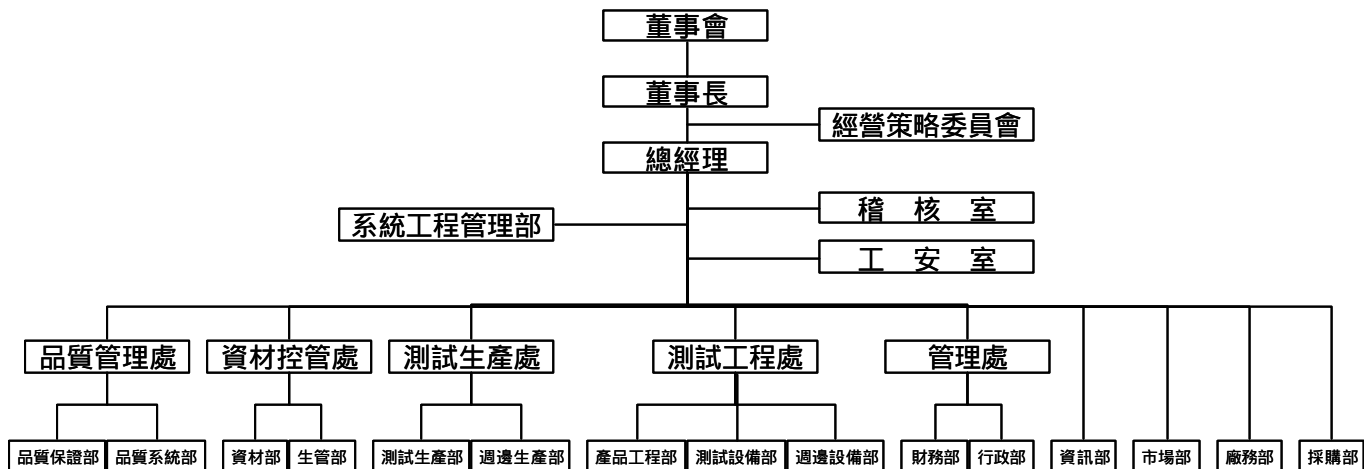 董事會
董事長
經營策略委員會
總經理
稽 核 室
系統工程管理部
工 安 室
品質管理處 資材控管處 測試生產處 測試工程處 管理處
品質保證部 品質系統部 資材部 生管部 測試生產部 週邊生產部 產品工程部 測試設備部 週邊設備部 財務部 行政部 資訊部 市場部 廠務部 採購部